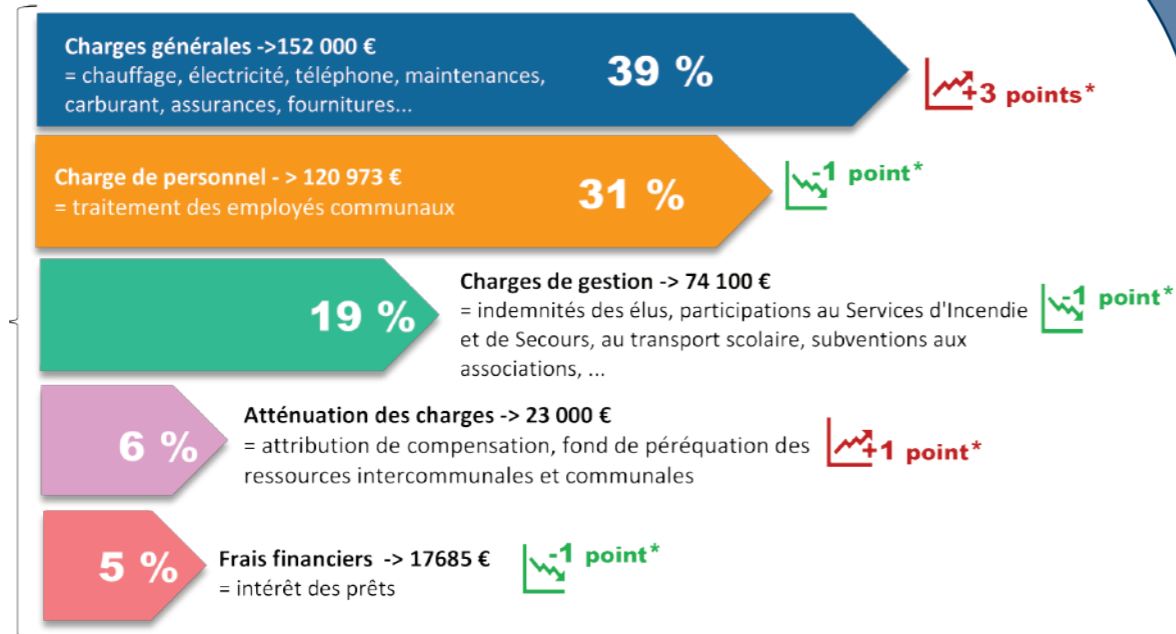 Charges générales ->152 000 €
= chauffage, électricité, téléphone, maintenances,
carburant, assurances, fournitures...
39 %
+3 points*
Charge de personnel - > 120 973 €
= traitement des employés communaux
31 %
-1 point*
19 %
Charges de gestion -> 74 100 €
= indemnités des élus, participations au Services d'Incendie
et de Secours, au transport scolaire, subventions aux
associations, ...
-1 point*
6 %
Atténuation des charges -> 23 000 €
= attribution de compensation, fond de péréquation des
ressources intercommunales et communales
+1 point*
5 %
Frais financiers -> 17685 €
= intérêt des prêts
-1 point*